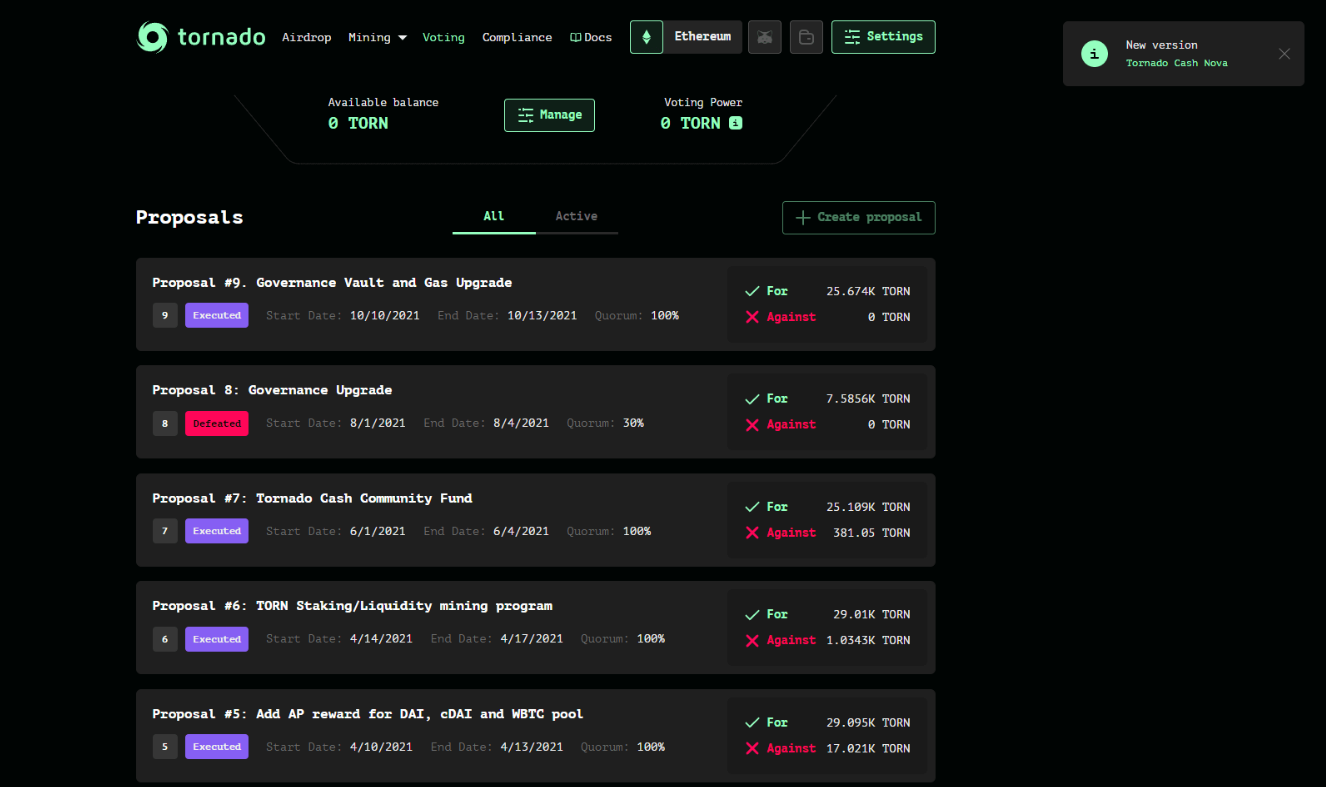 tornado Airdrop Mining Voting Compliance Docs Ethereum Settings
New version
Tornado Cash Nova
Available balance
0 TORN
Manage
Voting Power
0 TORN
Proposals
All Active
Create proposal
Proposal #9. Governance Vault and Gas Upgrade
9 Executed Start Date: 10/10/2021 End Date: 10/13/2021 Quorum: 100%
For 25.674K TORN
Against 0 TORN
Proposal 8: Governance Upgrade
8 Defeated Start Date: 8/1/2021 End Date: 8/4/2021 Quorum: 30%
For 7.5856K TORN
Against 0 TORN
Proposal #7: Tornado Cash Community Fund
7 Executed Start Date: 6/1/2021 End Date: 6/4/2021 Quorum: 100%
For 25.109K TORN
Against 381.05 TORN
Proposal #6: TORN Staking/Liquidity mining program
6 Executed Start Date: 4/14/2021 End Date: 4/17/2021 Quorum: 100%
For 29.01K TORN
Against 1.0343K TORN
Proposal #5: Add AP reward for DAI, cDAI and WBTC pool
5 Executed Start Date: 4/10/2021 End Date: 4/13/2021 Quorum: 100%
For 29.095K TORN
Against 17.021K TORN